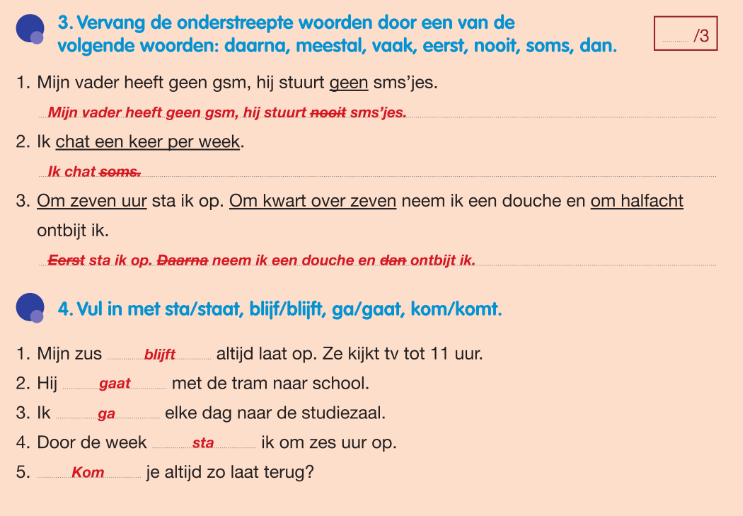 3. Vervang de onderstreepte woorden door een van de
volgende woorden: daarna, meestal, vaak, eerst, nooit, soms, dan.
/3
1. Mijn vader heeft geen gsm, hij stuurt geen sms'jes.
Mijn vader heeft geen gsm, hij stuurt nooit sms'jes.
2. Ik chat een keer per week.
Ik chat soms.
3. Om zeven uur sta ik op. Om kwart over zeven neem ik een douche en om halfacht
ontbijt ik.
Eerst sta ik op. Daarna neem ik een douche en dan ontbijt ik.
4. Vul in met sta/staat, blijf/blijft, ga/gaat, kom/komt.
1. Mijn zus blijft altijd laat op. Ze kijkt tv tot 11 uur.
2. Hij gaat met de tram naar school.
3. Ik ga elke dag naar de studiezaal.
4. Door de week sta ik om zes uur op.
5. Kom je altijd zo laat terug?